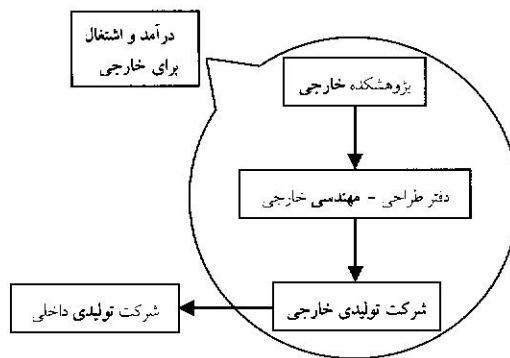 درآمد و اشتغال
برای خارجی
پژوهشکده خارجی
دفتر طراحی - مهندسی خارجی
شرکت تولیدی خارجی
شرکت تولیدی داخلی